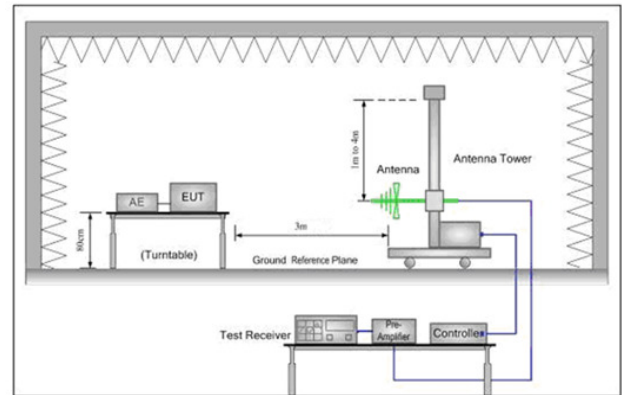 1m to 4m
Antenna
Antenna Tower
AE
EUT
80cm
(Turntable)
3m
Ground Reference Plane
Test Receiver
Pre-
Amplifier
Controller